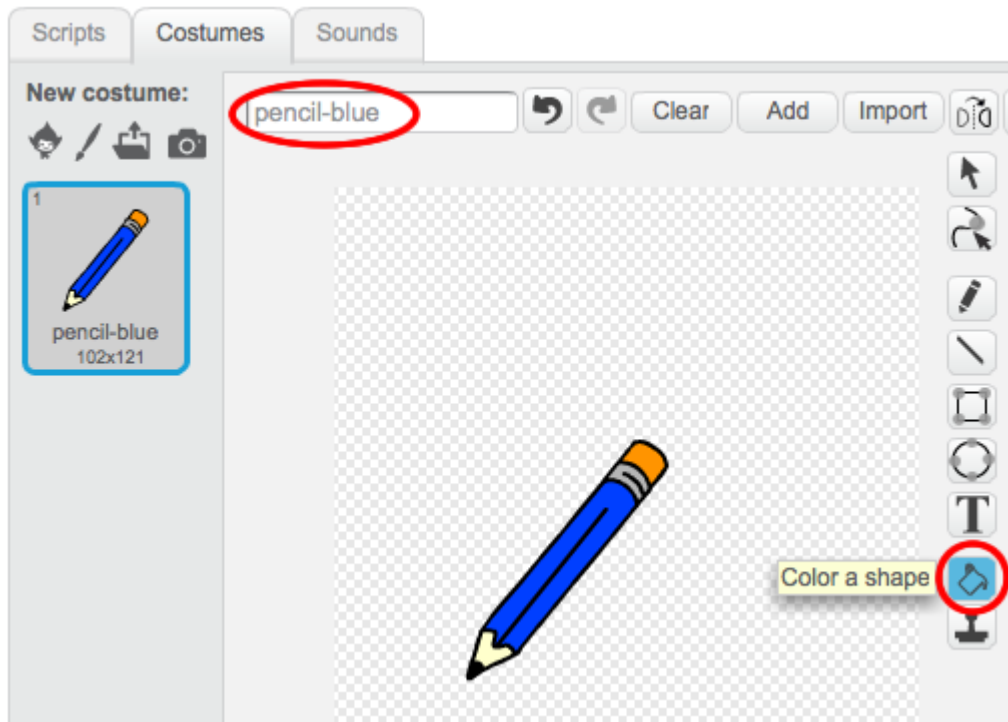 Scripts Costumes Sounds
New costume:
pencil-blue Clear Add Import
1
pencil-blue
102x121
T
Color a shape